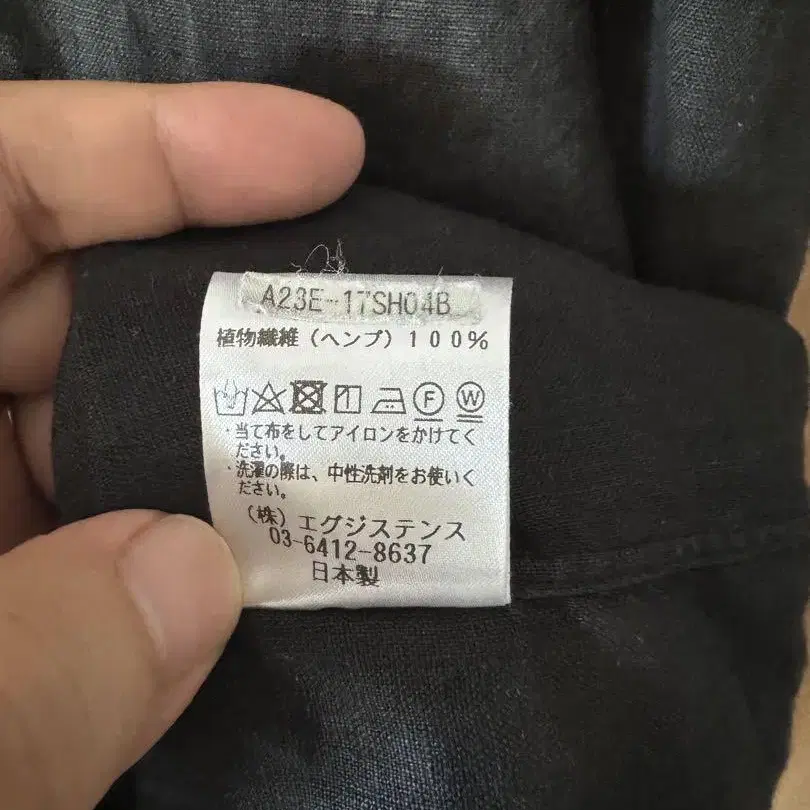 A23E-17SH04B
植物繊維（ヘンプ）１００％
F W
・当て布をしてアイロンをかけてく
ださい。
・洗濯の際は、中性洗剤をお使いく
ださい。
（株）エグジステンス
03-6412-8637
日本製